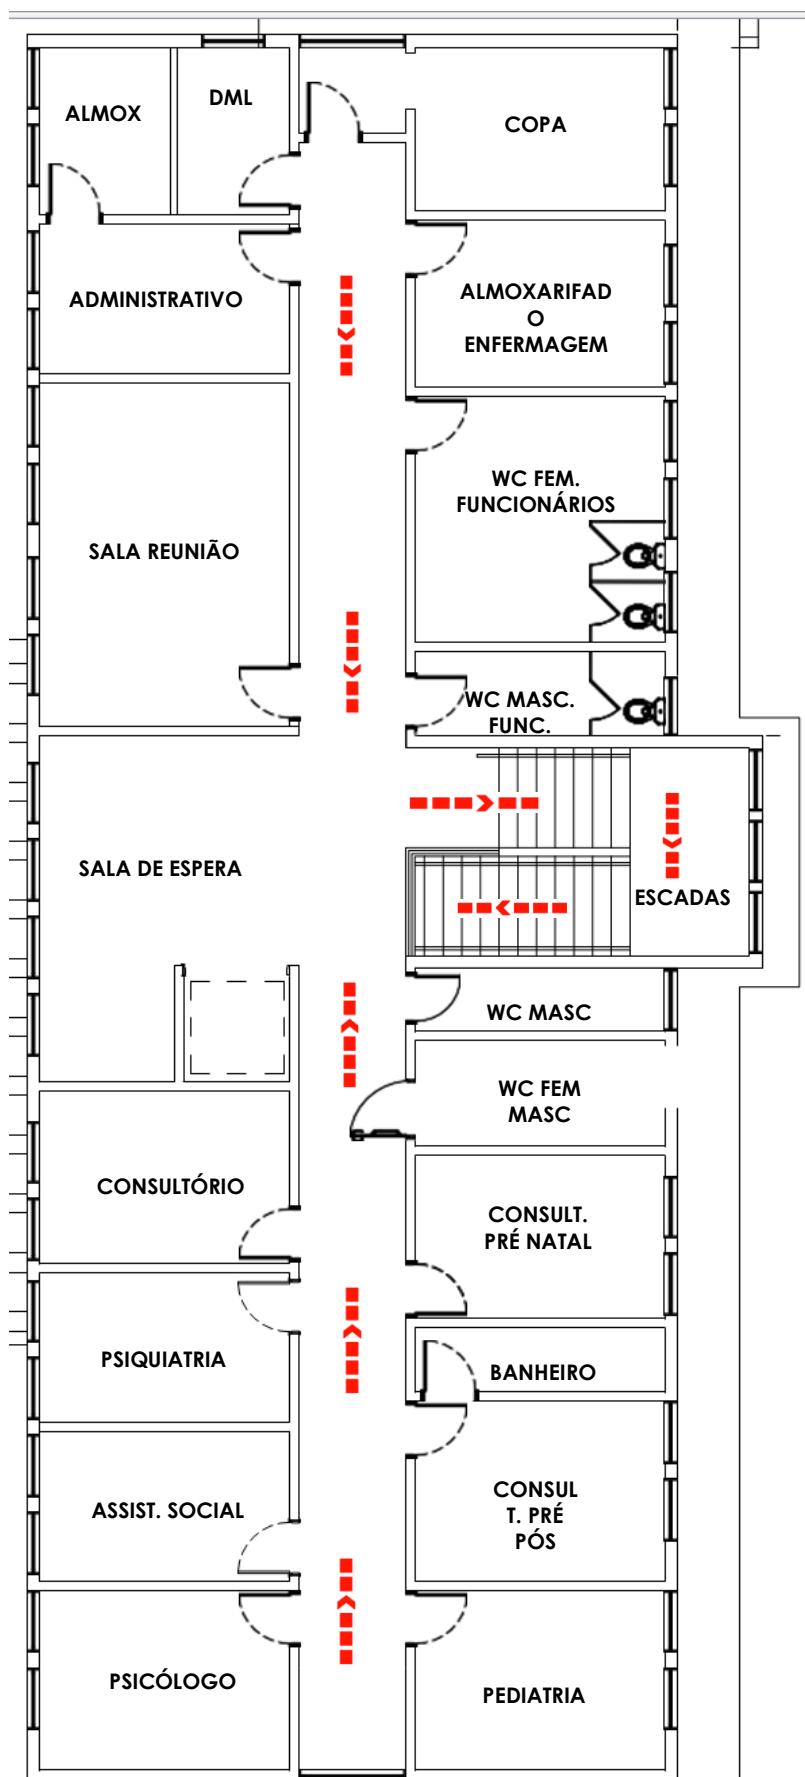 ALMOX
DML
COPA
ADMINISTRATIVO
ALMOXARIFAD
O
ENFERMAGEM
WC FEM.
FUNCIONÁRIOS
SALA REUNIÃO
WC MASC.
FUNC.
SALA DE ESPERA
ESCADAS
WC MASC
WC FEM
MASC
CONSULTÓRIO
CONSULT.
PRÉ NATAL
PSIQUIATRIA
BANHEIRO
ASSIST. SOCIAL
CONSUL
T. PRÉ
PÓS
PSICÓLOGO
PEDIATRIA